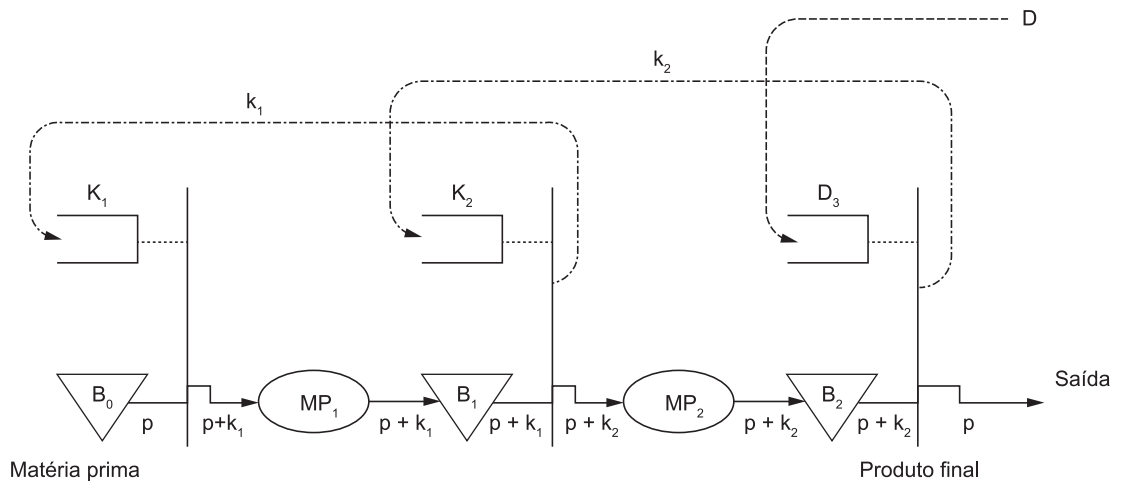 D
k₂
k₁
K₁
K₂
D₃
B₀
MP₁
B₁
MP₂
B₂
Saída
p
p+k₁
p + k₁
p + k₁
p + k₂
p + k₂
p + k₂
p
Matéria prima
Produto final